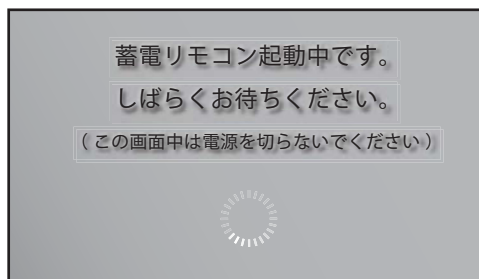 蓄電リモコン起動中です。
しばらくお待ちください。
（この画面中は電源を切らないでください）